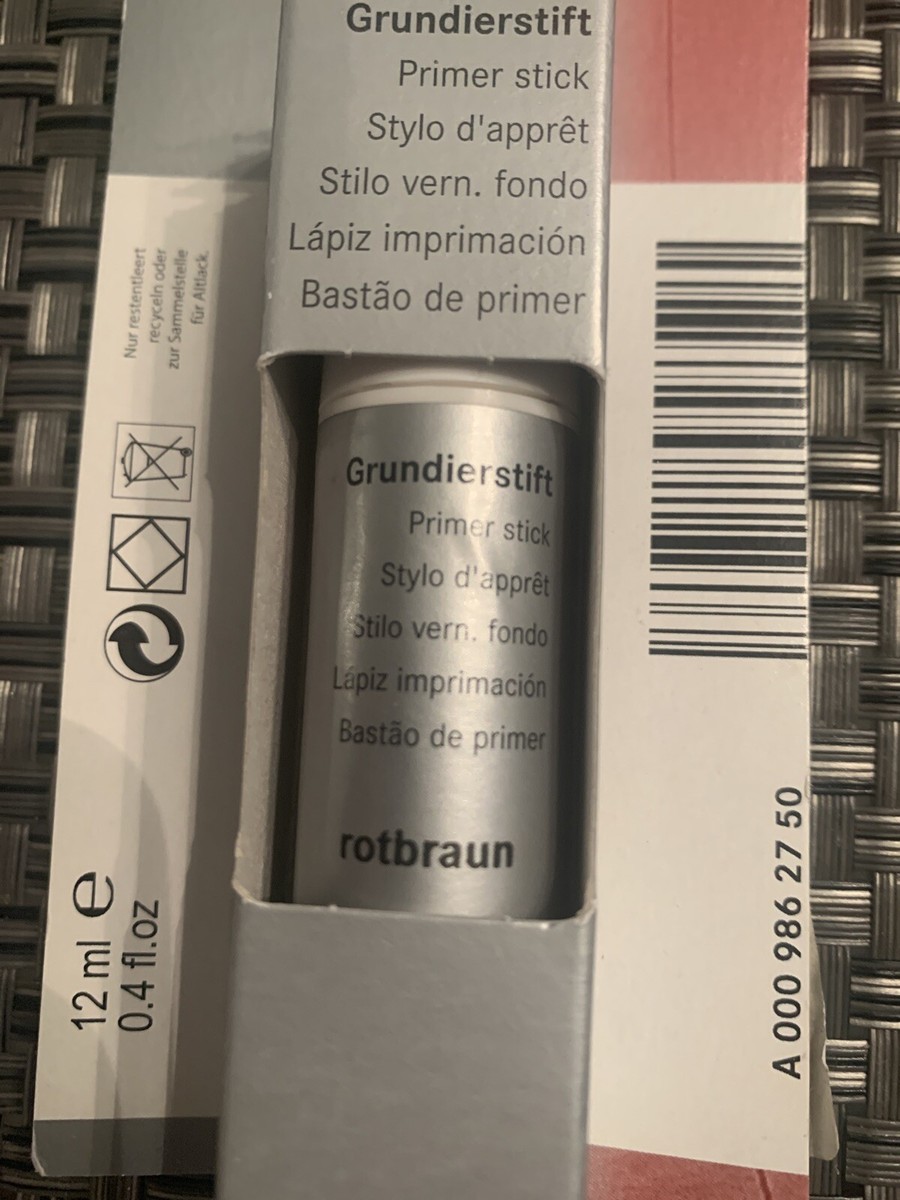 Grundierstift
Primer stick
Stylo d'apprêt
Stilo vern. fondo
Lápiz imprimación
Bastão de primer
Nur restentleert
recyceln oder
zur Sammelstelle
für Altlack.
Grundierstift
Primer stick
Stylo d'apprêt
Stilo vern. fondo
Lápiz imprimación
Bastão de primer
rotbraun
12 ml e
0.4 fl.oz
A 000 986 27 50